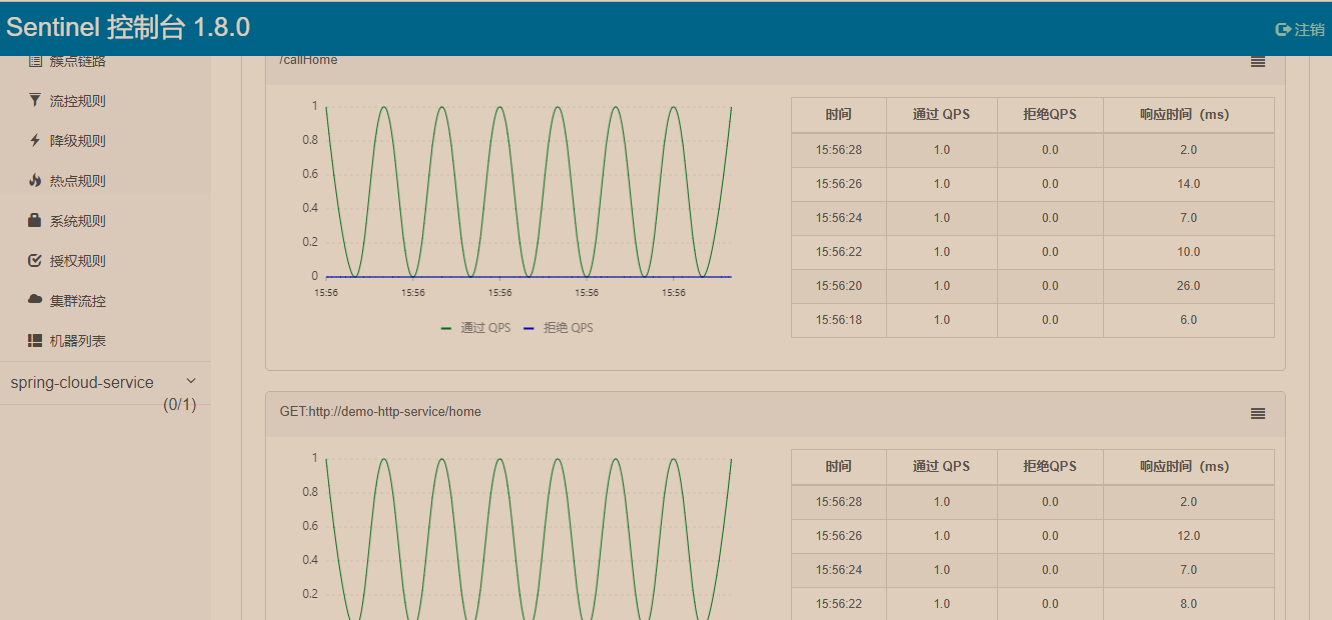 Sentinel 控制台 1.8.0
注销
簇点链路
流控规则
降级规则
热点规则
系统规则
授权规则
集群流控
机器列表
spring-cloud-service
(0/1)
/callHome
1
0.8
0.6
0.4
0.2
0
15:56 15:56 15:56 15:56 15:56
通过 QPS 拒绝 QPS
时间 通过 QPS 拒绝QPS 响应时间（ms）
15:56:28 1.0 0.0 2.0
15:56:26 1.0 0.0 14.0
15:56:24 1.0 0.0 7.0
15:56:22 1.0 0.0 10.0
15:56:20 1.0 0.0 26.0
15:56:18 1.0 0.0 6.0
GET:http://demo-http-service/home
1
0.8
0.6
0.4
0.2
时间 通过 QPS 拒绝QPS 响应时间（ms）
15:56:28 1.0 0.0 2.0
15:56:26 1.0 0.0 12.0
15:56:24 1.0 0.0 7.0
15:56:22 1.0 0.0 8.0